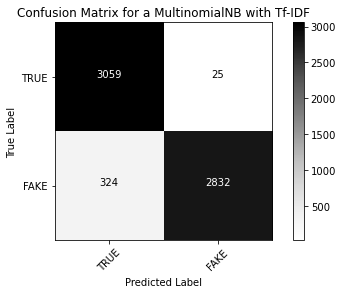 Confusion Matrix for a MultinomialNB with Tf-IDF
True Label
TRUE
3059
25
FAKE
324
2832
TRUE
FAKE
Predicted Label
3000
2500
2000
1500
1000
500